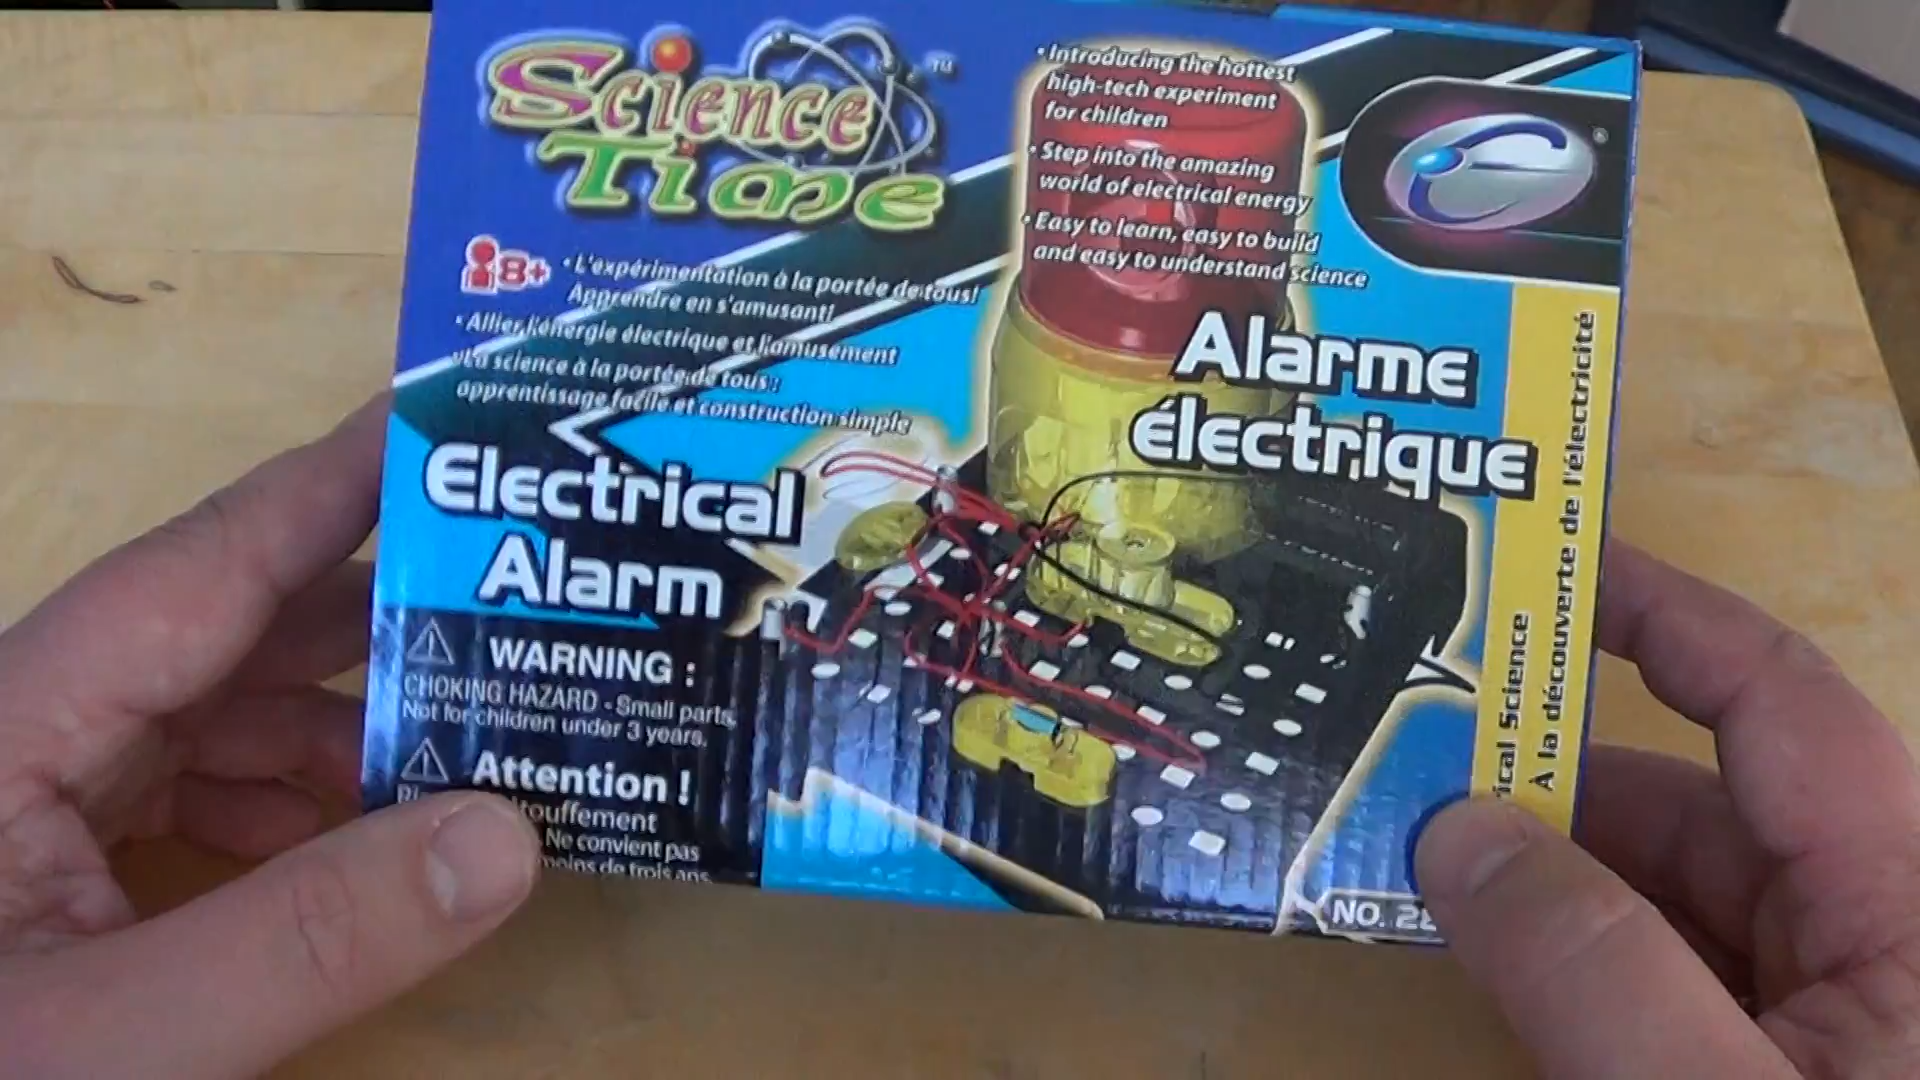 Science
Time
TM
8+
• Introducing the hottest
high-tech experiment
for children
• Step into the amazing
world of electrical energy
• Easy to learn, easy to build
and easy to understand science
• L'expérimentation à la portée de tous!
Apprendre en s'amusant!
• Allier l'énergie électrique et l'amusement
• La science à la portée de tous :
apprentissage facile et construction simple
Alarme
électrique
Electrical
Alarm
WARNING :
CHOKING HAZARD - Small parts.
Not for children under 3 years.
Attention !
Ne convient pas
moins de trois ans.
Science
À la découverte de l'électricité
NO.